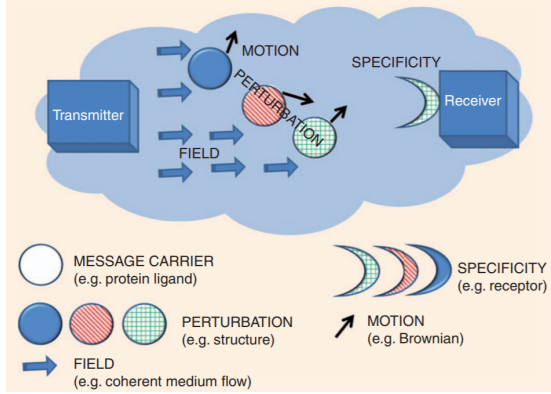 MOTION
SPECIFICITY
PERTURBATION
Transmitter
Receiver
FIELD
MESSAGE CARRIER
(e.g. protein ligand)
SPECIFICITY
(e.g. receptor)
PERTURBATION
(e.g. structure)
MOTION
(e.g. Brownian)
FIELD
(e.g. coherent medium flow)